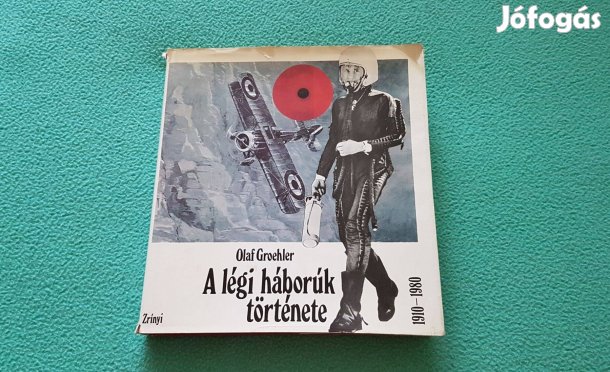 Jófogás
Olaf Groehler
A légi háborúk
története
1910–1980
Zrínyi